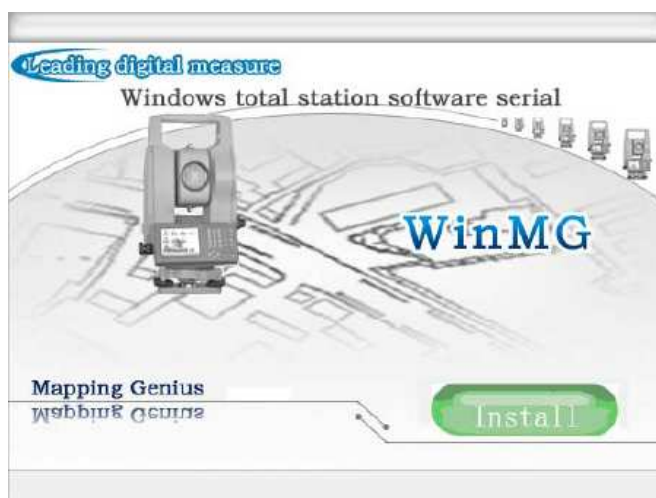 Leading digital measure
Windows total station software serial
WinMG
Mapping Genius
Mapping Genius
Install